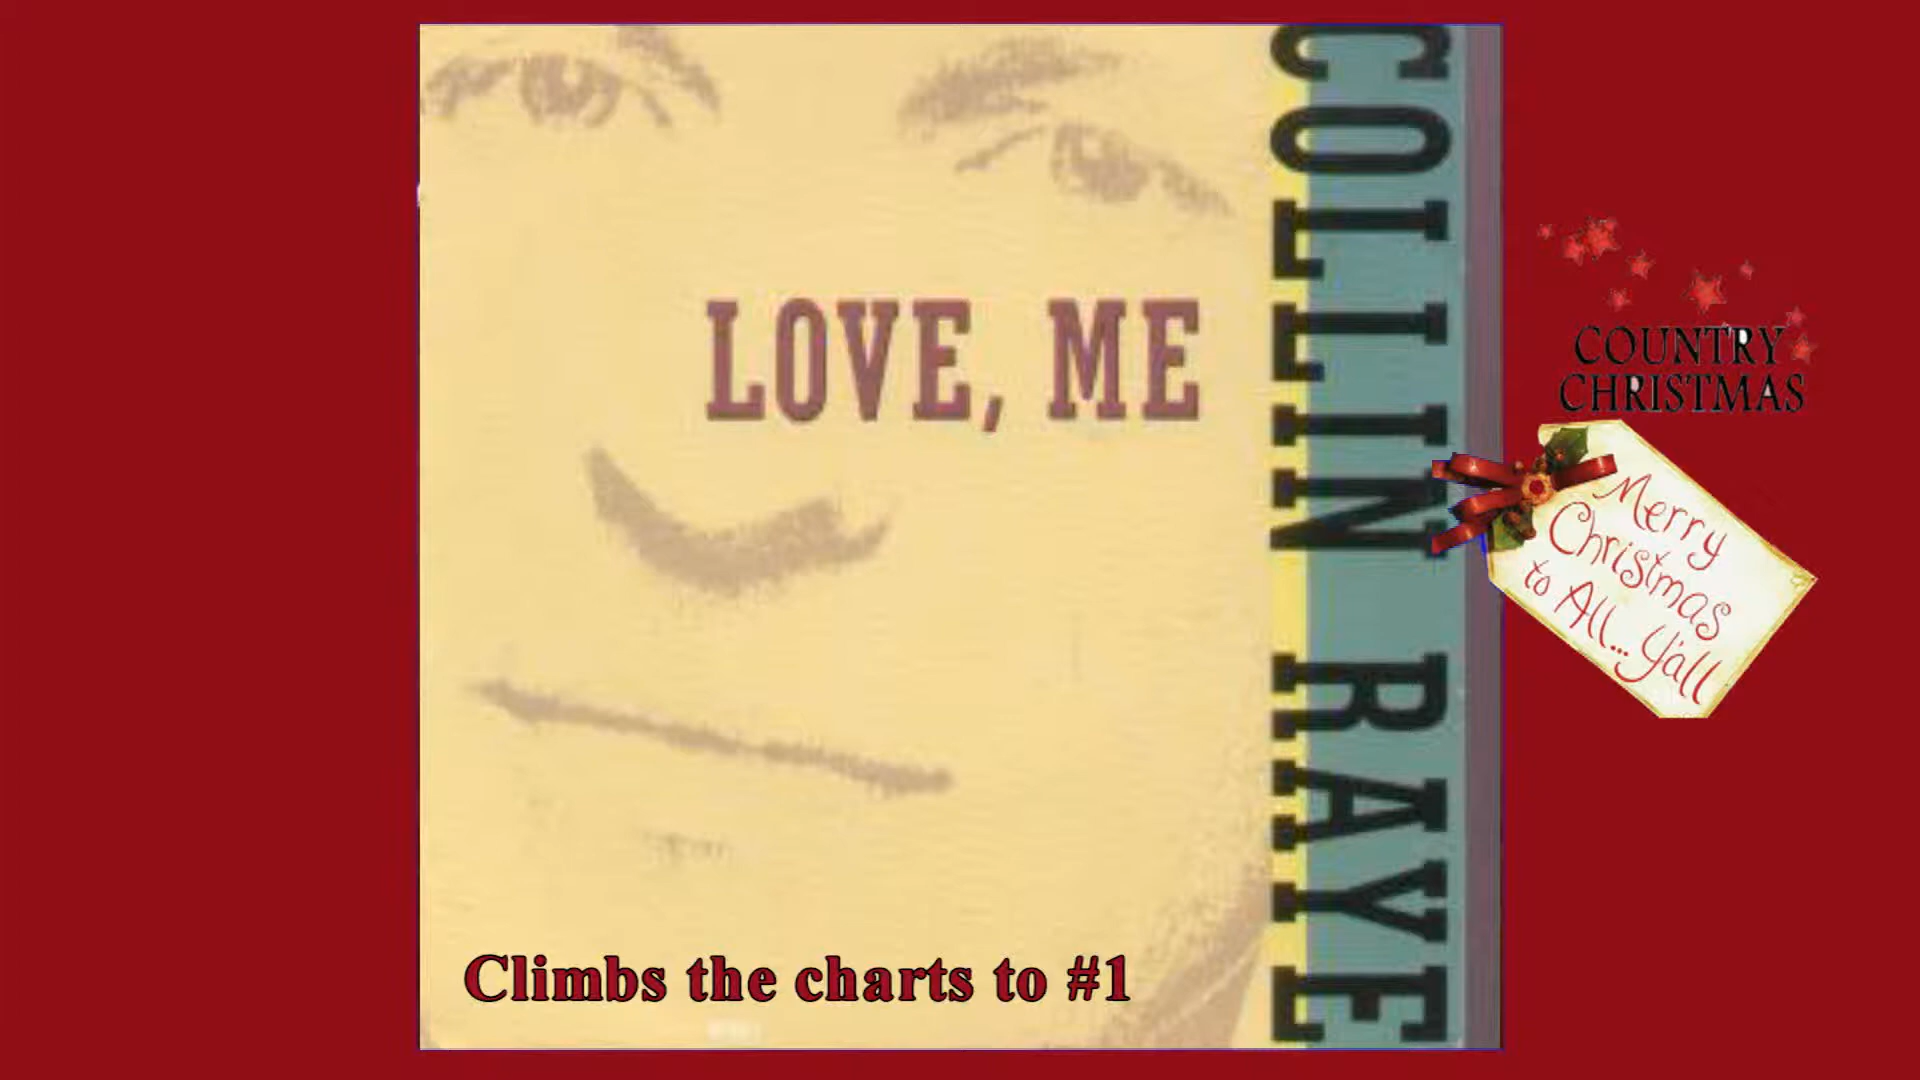 LOVE, ME
COLLIN RAYE
COUNTRY
CHRISTMAS
Merry
Christmas
to All... Y'all
Climbs the charts to #1